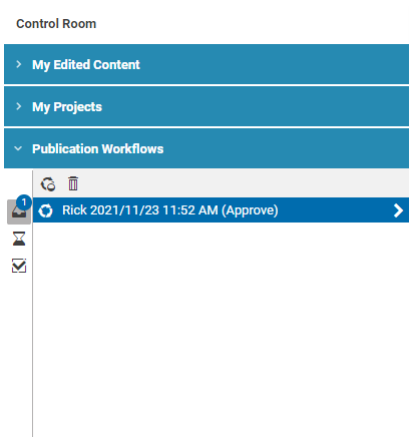 Control Room
My Edited Content
My Projects
Publication Workflows
1
Rick 2021/11/23 11:52 AM (Approve)